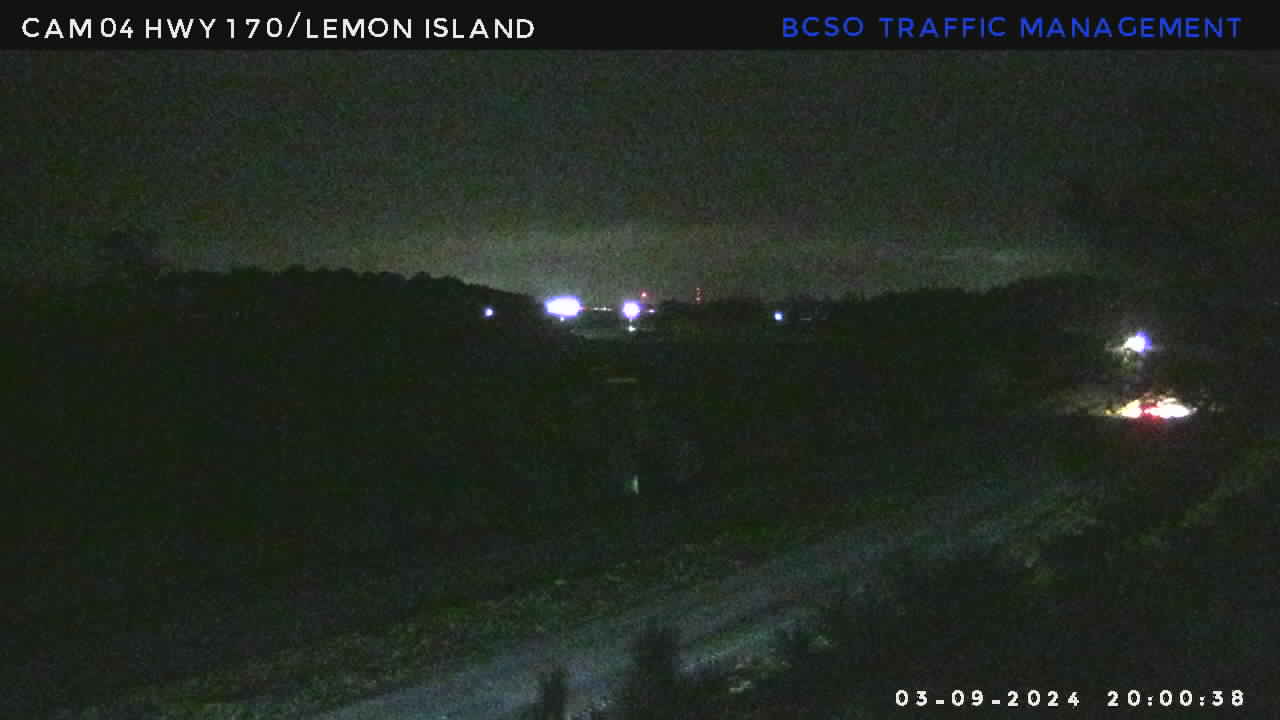 CAM04 HWY 170/LEMON ISLAND
BCSO TRAFFIC MANAGEMENT
03-09-2024 20:00:38